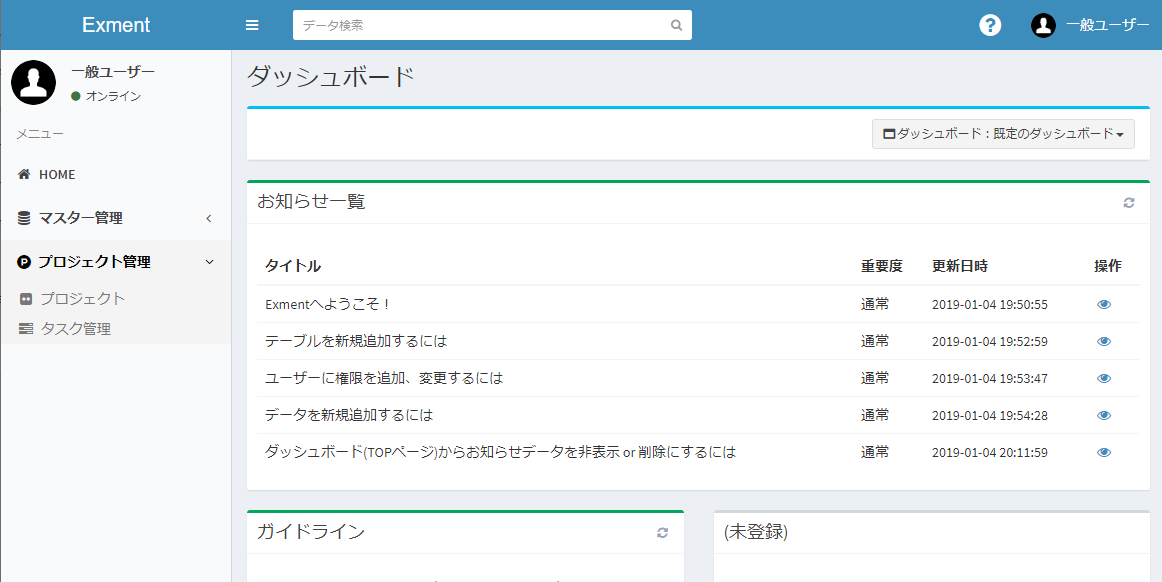 Exment
データ検索
一般ユーザー
一般ユーザー
オンライン
メニュー
HOME
マスター管理
プロジェクト管理
プロジェクト
タスク管理
ダッシュボード
ダッシュボード：既定のダッシュボード
お知らせ一覧
タイトル 重要度 更新日時 操作
Exmentへようこそ！ 通常 2019-01-04 19:50:55
テーブルを新規追加するには 通常 2019-01-04 19:52:59
ユーザーに権限を追加、変更するには 通常 2019-01-04 19:53:47
データを新規追加するには 通常 2019-01-04 19:54:28
ダッシュボード(TOPページ)からお知らせデータを非表示 or 削除にするには 通常 2019-01-04 20:11:59
ガイドライン
(未登録)